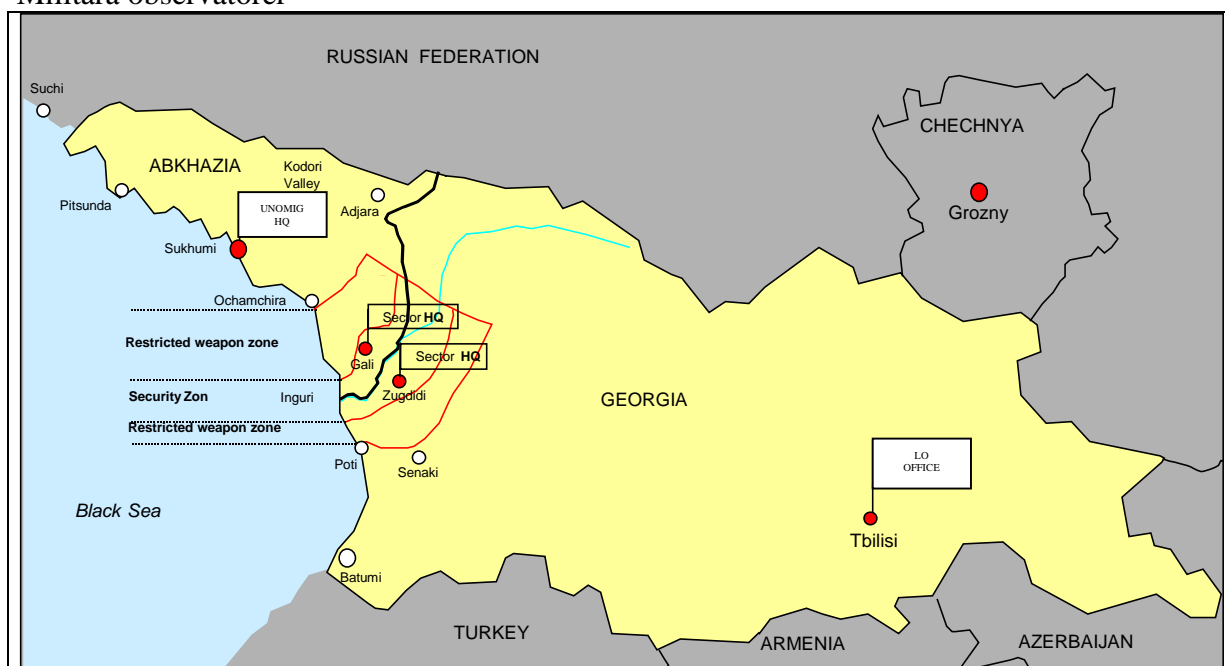 Militära observatörer
RUSSIAN FEDERATION
Suchi
CHECHNYA
ABKHAZIA
Kodori
Valley
Pitsunda
UNOMIG
HQ
Adjara
Grozny
Sukhumi
Ochamchira
Sector HQ
Restricted weapon zone
Gali
Sector HQ
Security Zon
Inguri
Zugdidi
GEORGIA
Restricted weapon zone
Poti
Senaki
LO
OFFICE
Black Sea
Tbilisi
Batumi
TURKEY
ARMENIA
AZERBAIJAN